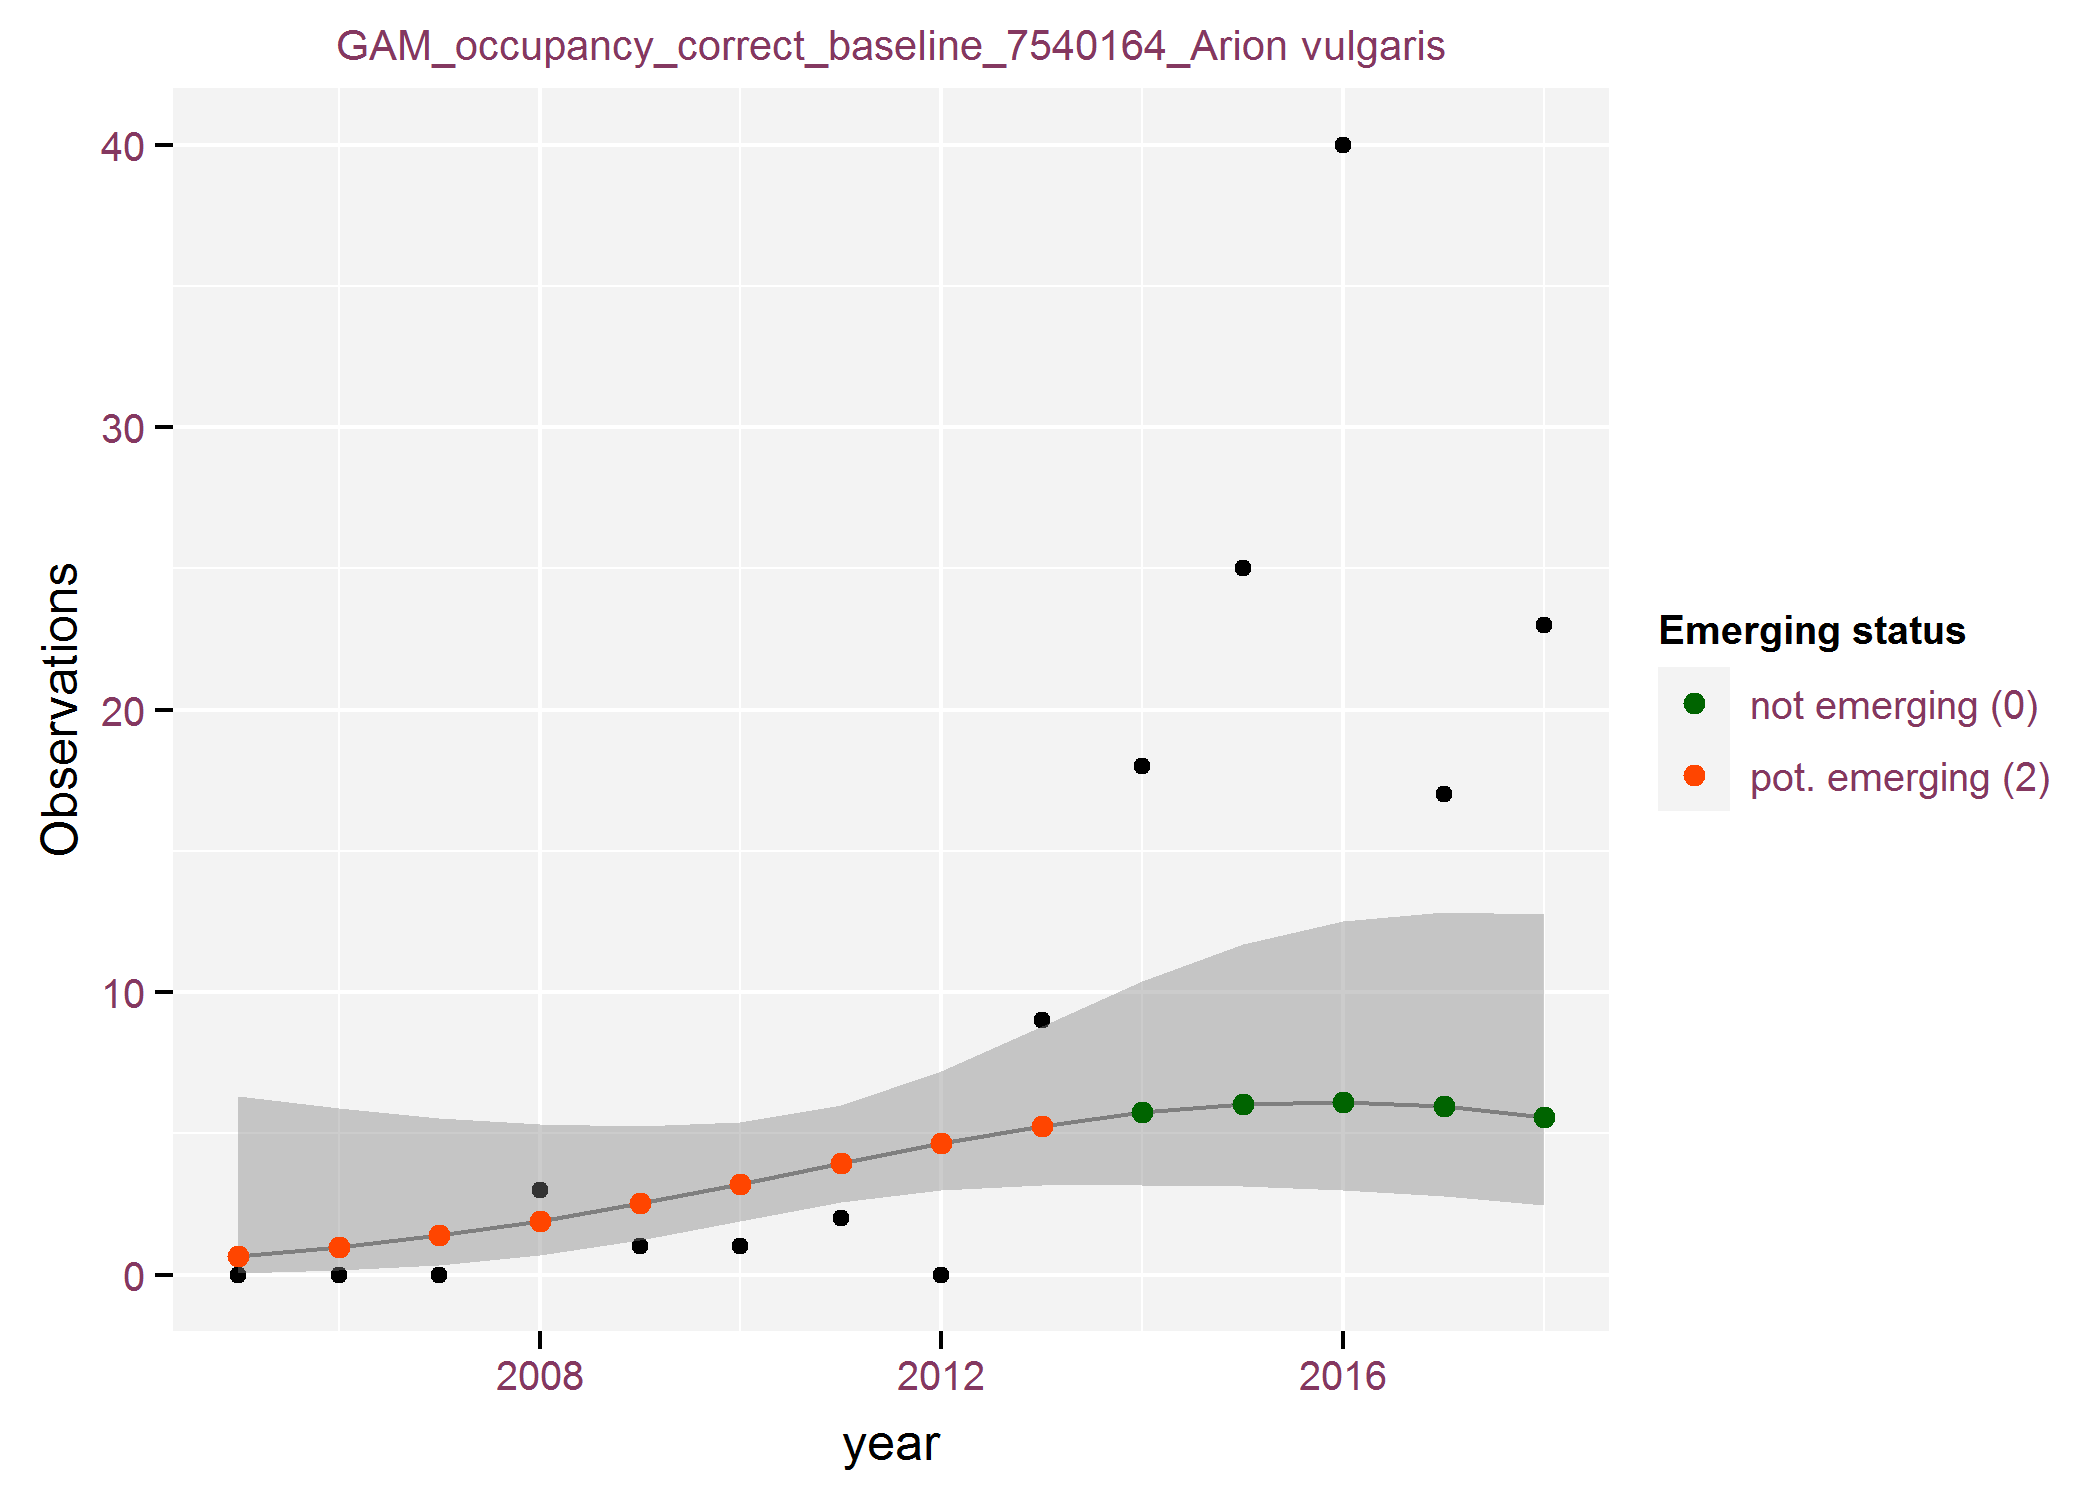 GAM_occupancy_correct_baseline_7540164_Arion vulgaris
40
30
20
10
0
Observations
2008 2012 2016
year
Emerging status
not emerging (0)
pot. emerging (2)